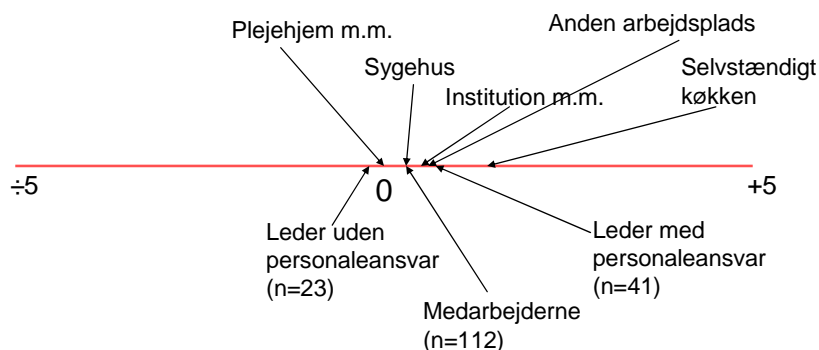 Anden arbejdsplads
Plejehjem m.m.
Sygehus
Selvstændigt
køkken
Institution m.m.
÷5
0
+5
Leder uden
personaleansvar
(n=23)
Leder med
personaleansvar
(n=41)
Medarbejderne
(n=112)